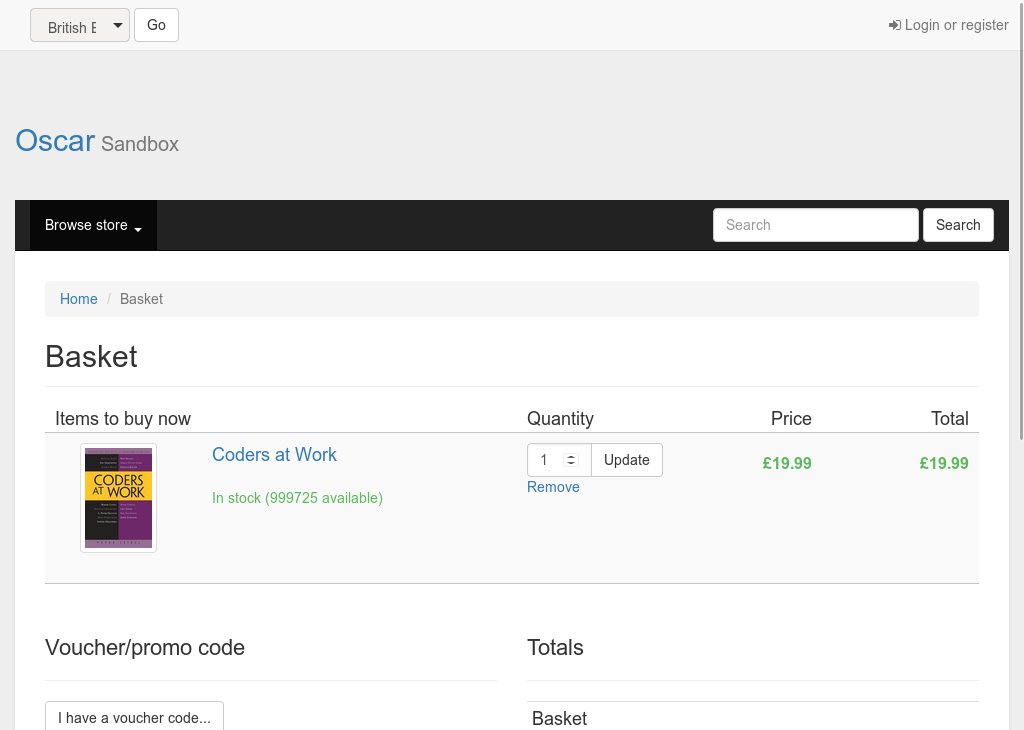 British E
Go
Login or register
Oscar Sandbox
Browse store
Search
Search
Home / Basket
Basket
Items to buy now
Quantity
Price
Total
CODERS
AT WORK
Coders at Work
In stock (999725 available)
1
Update
Remove
£19.99
£19.99
Voucher/promo code
Totals
I have a voucher code...
Basket